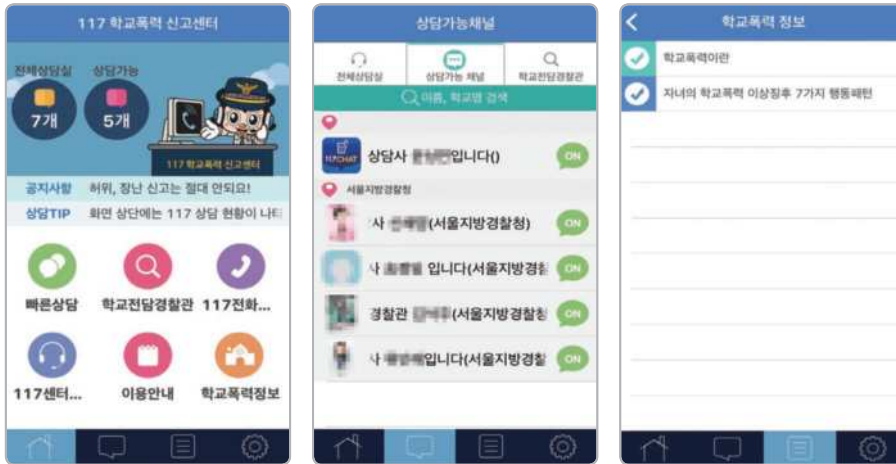 117 학교폭력 신고센터
전체상담실 상담가능
7개 5개
117 학교폭력 신고센터
공지사항 허위, 장난 신고는 절대 안되요!
상담TIP 화면 상단에는 117 상담 현황이 나타
빠른상담 학교전담경찰관 117전화...
117센터... 이용안내 학교폭력정보
상담가능채널
전체상담실 상담가능 채널 학교전담경찰관
이름, 학교명 검색
상담사 입니다() ON
서울지방경찰청
사 (서울지방경찰청) ON
사 입니다(서울지방경찰 ON
경찰관 (서울지방경찰청 ON
사 입니다(서울지방경찰 ON
학교폭력 정보
학교폭력이란
자녀의 학교폭력 이상징후 7가지 행동패턴